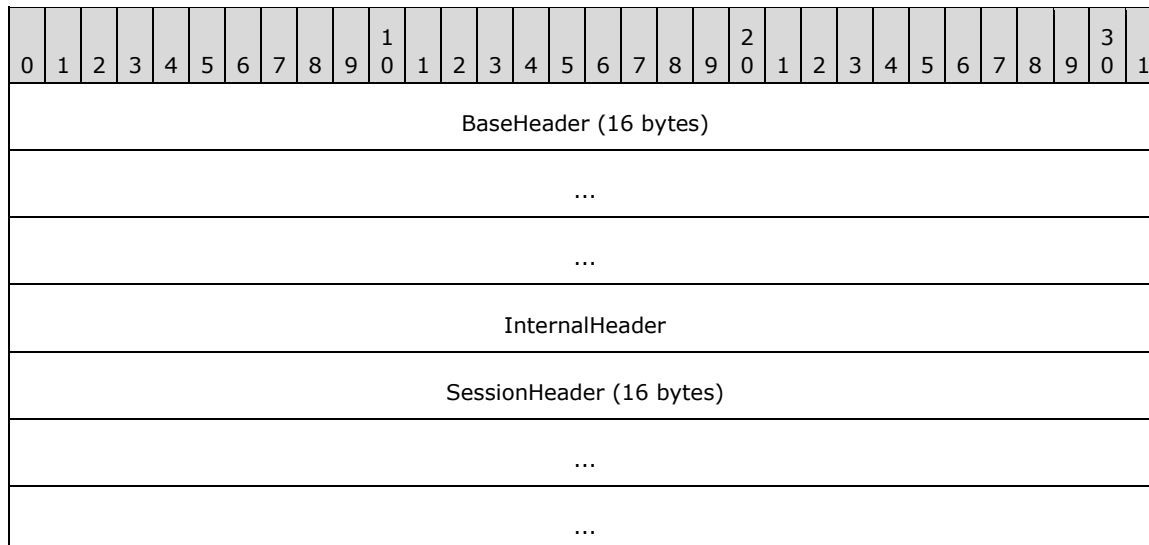 1 2 3
0 1 2 3 4 5 6 7 8 9 0 1 2 3 4 5 6 7 8 9 0 1 2 3 4 5 6 7 8 9 0 1
BaseHeader (16 bytes)
...
...
InternalHeader
SessionHeader (16 bytes)
...
...